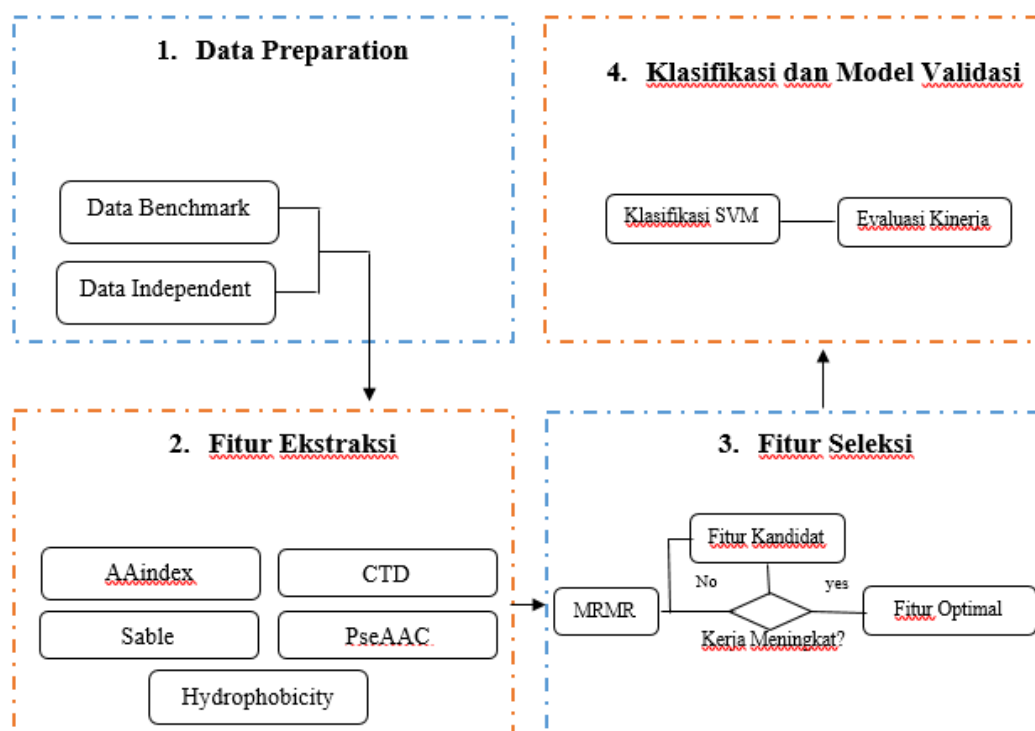 1. Data Preparation
Data Benchmark
Data Independent
2. Fitur Ekstraksi
AAindex
CTD
Sable
PseAAC
Hydrophobicity
3. Fitur Seleksi
Fitur Kandidat
No
yes
MRMR
Fitur Optimal
Kerja Meningkat?
4. Klasifikasi dan Model Validasi
Klasifikasi SVM
Evaluasi Kinerja